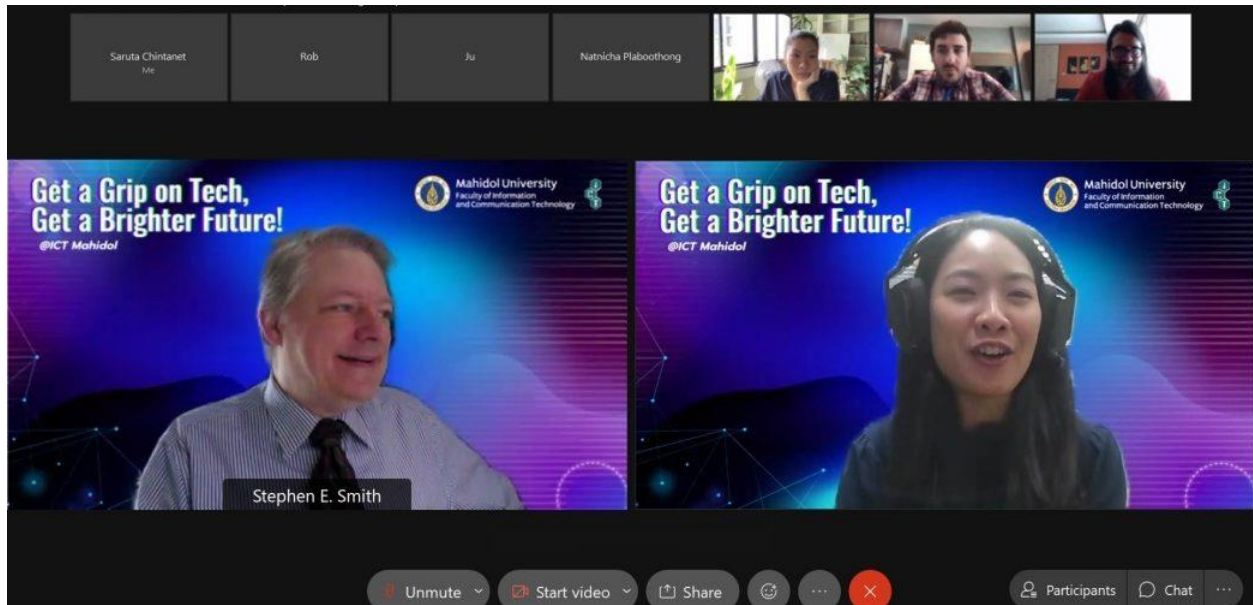 Saruta Chintanet
Me
Rob
Ju
Natnicha Plaboothong
Get a Grip on Tech,
Get a Brighter Future!
@ICT Mahidol
Mahidol University
Faculty of Information
and Communication Technology
Get a Grip on Tech,
Get a Brighter Future!
@ICT Mahidol
Mahidol University
Faculty of Information
and Communication Technology
Stephen E. Smith
Unmute
Start video
Share
Participants
Chat